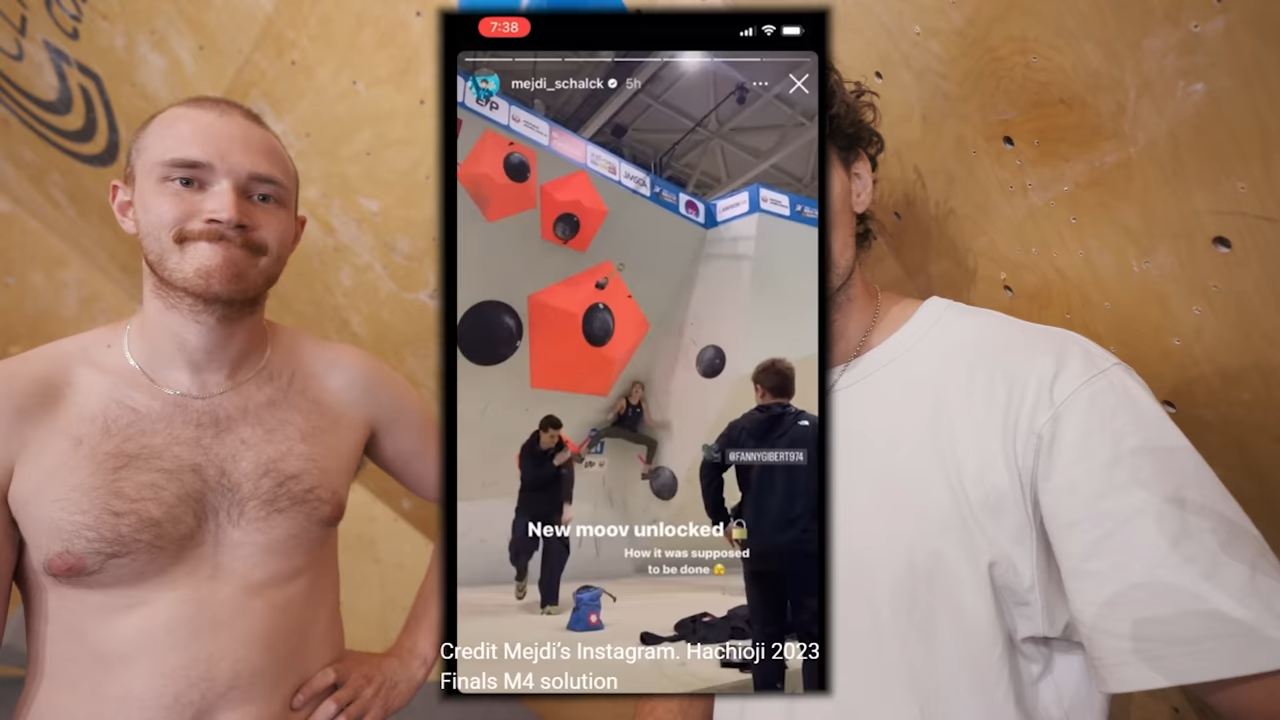 7:38
mejdi_schalck 5h
@FANNYGIBERT974
New moov unlocked 🔒
How it was supposed
to be done 🫣
Credit Mejdi's Instagram. Hachioji 2023
Finals M4 solution